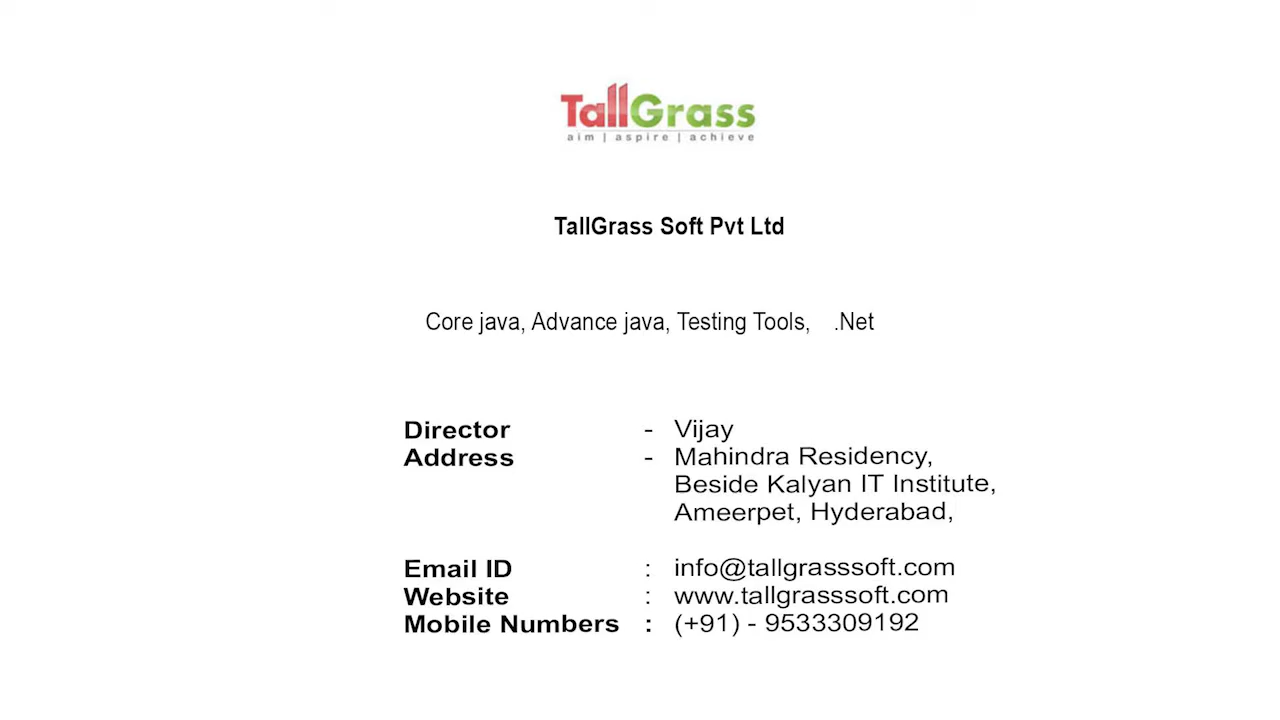 TallGrass
aim | aspire | achieve
TallGrass Soft Pvt Ltd
Core java, Advance java, Testing Tools, .Net
Director - Vijay
Address - Mahindra Residency,
Beside Kalyan IT Institute,
Ameerpet, Hyderabad,
Email ID : info@tallgrasssoft.com
Website : www.tallgrasssoft.com
Mobile Numbers : (+91) - 9533309192